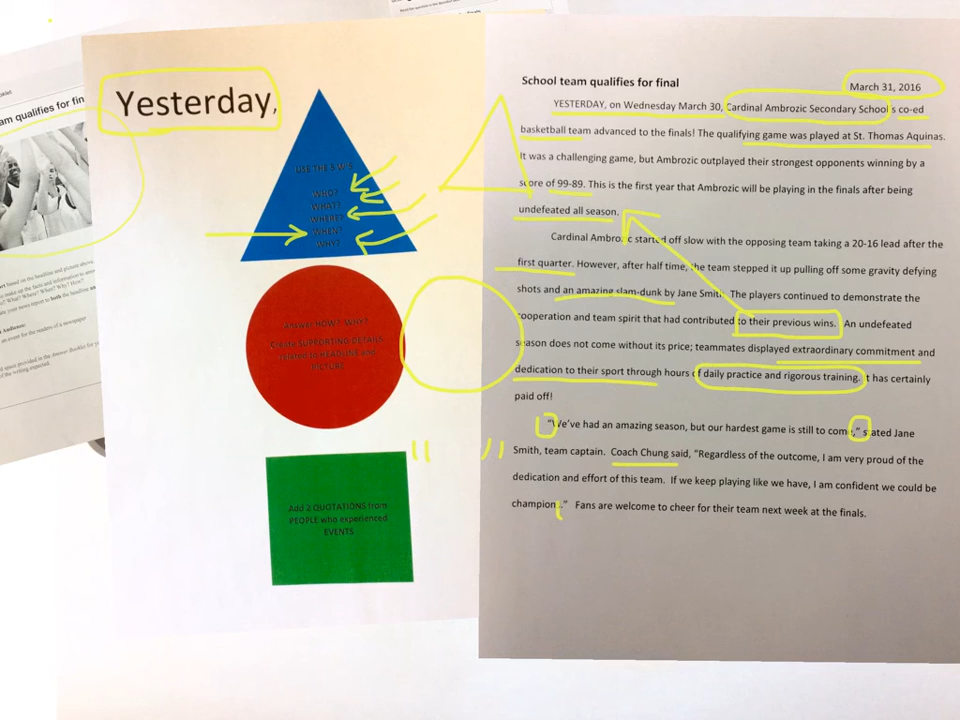 am qualifies for fin
Yesterday,
USE THE 5 W'S
WHO?
WHAT?
WHERE?
WHEN?
WHY?
Answer HOW? WHY?
Create SUPPORTING DETAILS
related to HEADLINE and
PICTURE
Add 2 QUOTATIONS from
PEOPLE who experienced
EVENTS
School team qualifies for final
March 31, 2016
YESTERDAY, on Wednesday March 30, Cardinal Ambrozic Secondary School's co-ed
basketball team advanced to the finals! The qualifying game was played at St. Thomas Aquinas.
It was a challenging game, but Ambrozic outplayed their strongest opponents winning by a
score of 99-89. This is the first year that Ambrozic will be playing in the finals after being
undefeated all season.
Cardinal Ambrozic started off slow with the opposing team taking a 20-16 lead after the
first quarter. However, after half time, the team stepped it up pulling off some gravity defying
shots and an amazing slam-dunk by Jane Smith. The players continued to demonstrate the
cooperation and team spirit that had contributed to their previous wins. An undefeated
season does not come without its price; teammates displayed extraordinary commitment and
dedication to their sport through hours of daily practice and rigorous training. It has certainly
paid off!
"We've had an amazing season, but our hardest game is still to come," stated Jane
Smith, team captain. Coach Chung said, "Regardless of the outcome, I am very proud of the
dedication and effort of this team. If we keep playing like we have, I am confident we could be
champions." Fans are welcome to cheer for their team next week at the finals.